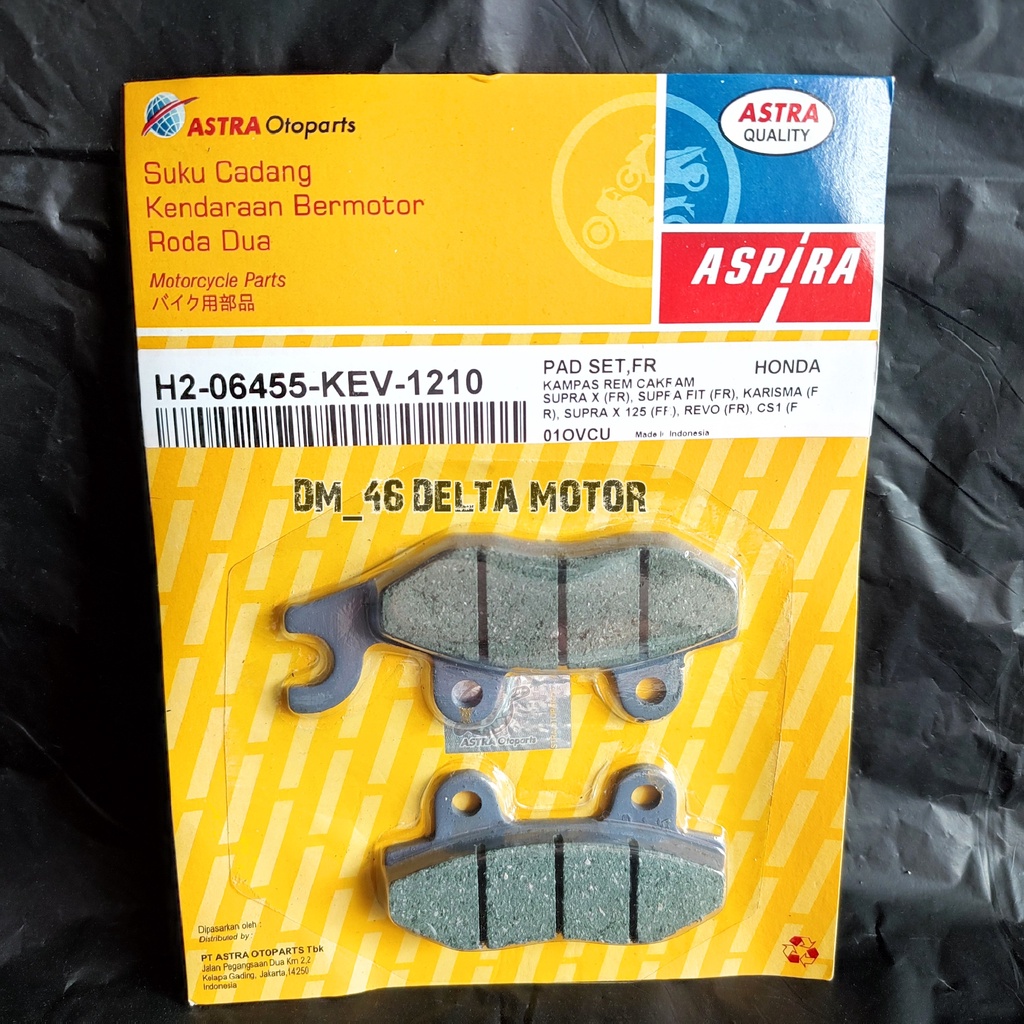 ASTRA Otoparts
Suku Cadang
Kendaraan Bermotor
Roda Dua
Motorcycle Parts
バイク用部品
ASTRA
QUALITY
ASPIRA
H2-06455-KEV-1210
PAD SET,FR HONDA
KAMPAS REM CAKRAM
SUPRA X (FR), SUPRA FIT (FR), KARISMA (F
R), SUPRA X 125 (FR), REVO (FR), CS1 (F
01OVCU Made in Indonesia
DM_46 DELTA MOTOR
ASTRA Otoparts
Dipasarkan oleh :
Distributed by :
PT ASTRA OTOPARTS Tbk
Jalan Pegangsaan Dua Km 2,2
Kelapa Gading, Jakarta,14250
Indonesia